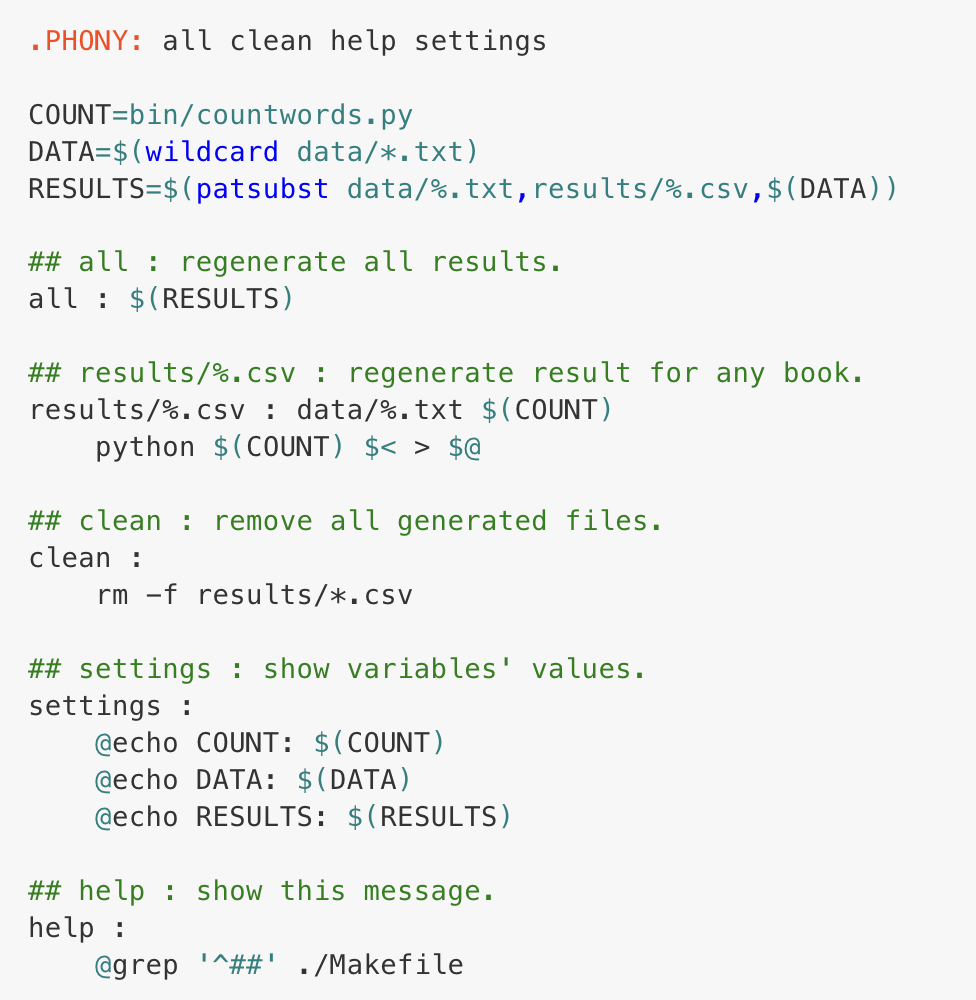 .PHONY: all clean help settings

COUNT=bin/countwords.py
DATA=$(wildcard data/*.txt)
RESULTS=$(patsubst data/%.txt,results/%.csv,$(DATA))

## all : regenerate all results.
all : $(RESULTS)

## results/%.csv : regenerate result for any book.
results/%.csv : data/%.txt $(COUNT)
    python $(COUNT) $< > $@

## clean : remove all generated files.
clean :
    rm -f results/*.csv

## settings : show variables' values.
settings :
    @echo COUNT: $(COUNT)
    @echo DATA: $(DATA)
    @echo RESULTS: $(RESULTS)

## help : show this message.
help :
    @grep '^##' ./Makefile